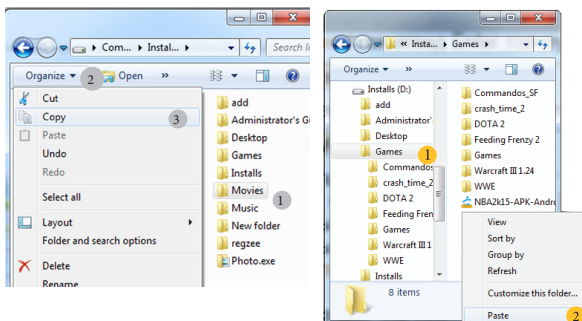 Com... Instal... Search I
Organize 2 Open »
Cut
Copy 3
Paste
Undo
Redo
Select all
Layout
Folder and search options
Delete
Rename
add
Administrator's G
Desktop
Games
Installs
Movies
1
Music
New folder
regzee
Photo.exe
« Insta... Games
Organize »
Installs (D:)
add
Administrator'
Desktop
Games 1
Commandos
crash_time_2
DOTA 2
Feeding Fren
Games
Warcraft III 1
WWE
Installs
Commandos_SF
crash_time_2
DOTA 2
Feeding Frenzy 2
Games
Warcraft III 1.24
WWE
NBA2k15-APK-Andr
View
Sort by
Group by
Refresh
Customize this folder...
Paste 2
8 items